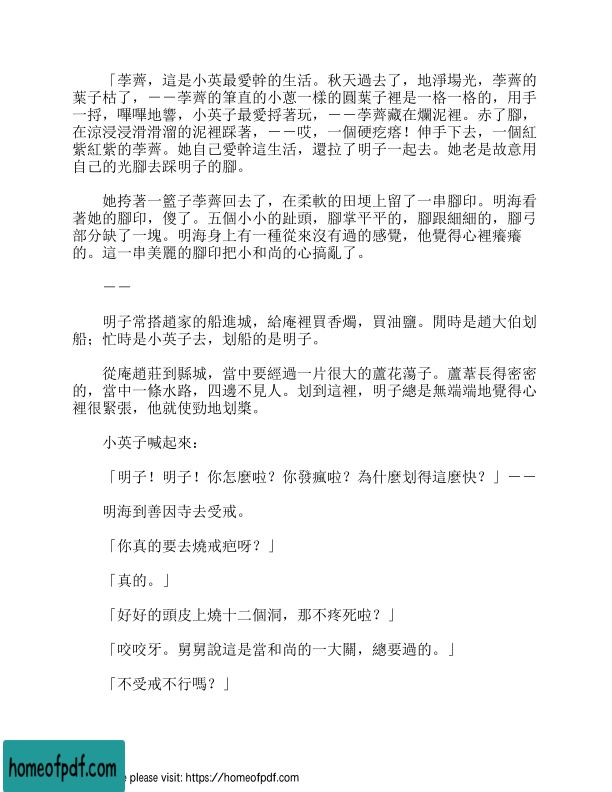 「荸薺，這是小英最愛幹的生活。秋天過去了，地淨場光，荸薺的
葉子枯了，－－荸薺的筆直的小蔥一樣的圓葉子裡是一格一格的，用手
一捋，嗶嗶地響，小英子最愛捋著玩，－－荸薺藏在爛泥裡。赤了腳，
在涼浸浸滑滑溜的泥裡踩著，－－哎，一個硬疙瘩！伸手下去，一個紅
紫紅紫的荸薺。她自己愛幹這生活，還拉了明子一起去。她老是故意用
自己的光腳去踩明子的腳。
她挎著一籃子荸薺回去了，在柔軟的田埂上留了一串腳印。明海看
著她的腳印，傻了。五個小小的趾頭，腳掌平平的，腳跟細細的，腳弓
部分缺了一塊。明海身上有一種從來沒有過的感覺，他覺得心裡癢癢
的。這一串美麗的腳印把小和尚的心搞亂了。
－－
明子常搭趙家的船進城，給庵裡買香燭，買油鹽。閒時是趙大伯划
船；忙時是小英子去，划船的是明子。
從庵趙莊到縣城，當中要經過一片很大的蘆花蕩子。蘆葦長得密密
的，當中一條水路，四邊不見人。划到這裡，明子總是無端端地覺得心
裡很緊張，他就使勁地划槳。
小英子喊起來：
「明子！明子！你怎麼啦？你發瘋啦？為什麼划得這麼快？」－－
明海到善因寺去受戒。
「你真的要去燒戒疤呀？」
「真的。」
「好好的頭皮上燒十二個洞，那不疼死啦？」
「咬咬牙。舅舅說這是當和尚的一大關，總要過的。」
「不受戒不行嗎？」
homeofpdf.com
e please visit: https://homeofpdf.com